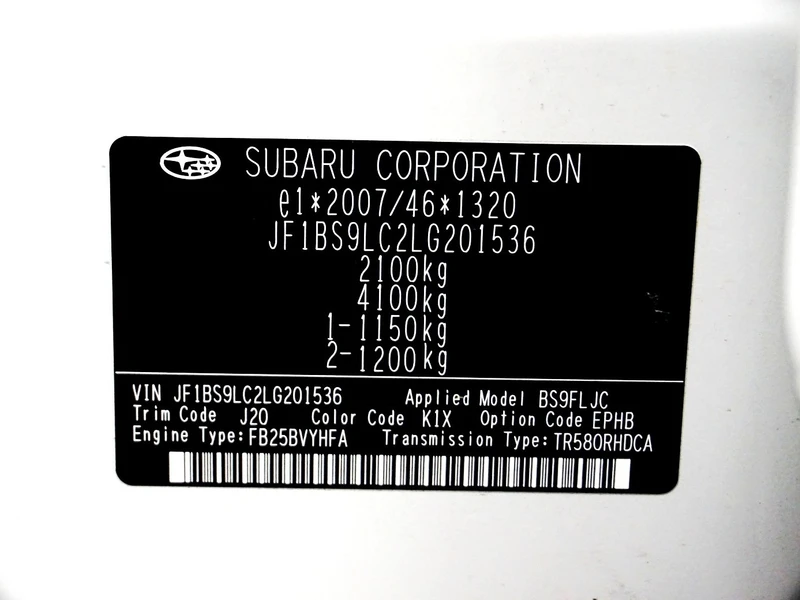 SUBARU CORPORATION
e1*2007/46*1320
JF1BS9LC2LG201536
2100kg
4100kg
1-1150kg
2-1200kg
VIN JF1BS9LC2LG201536 Applied Model BS9FLJC
Trim Code J20 Color Code K1X Option Code EPHB
Engine Type:FB25BVYHFA Transmission Type:TR580RHDCA